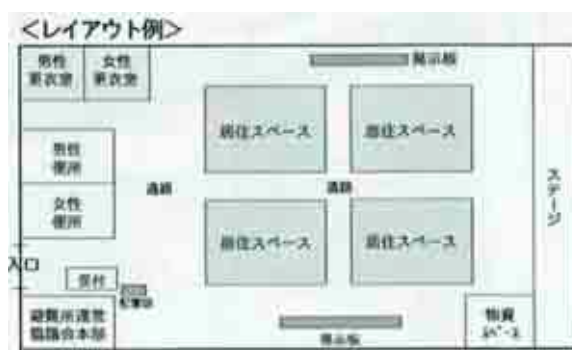 ＜レイアウト例＞
男性
更衣室
女性
更衣室
掲示板
居住スペース
居住スペース
男性
便所
女性
便所
通路
通路
ステージ
居住スペース
居住スペース
入口
受付
避難所運営
協議会本部
掲示板
物資
スペース